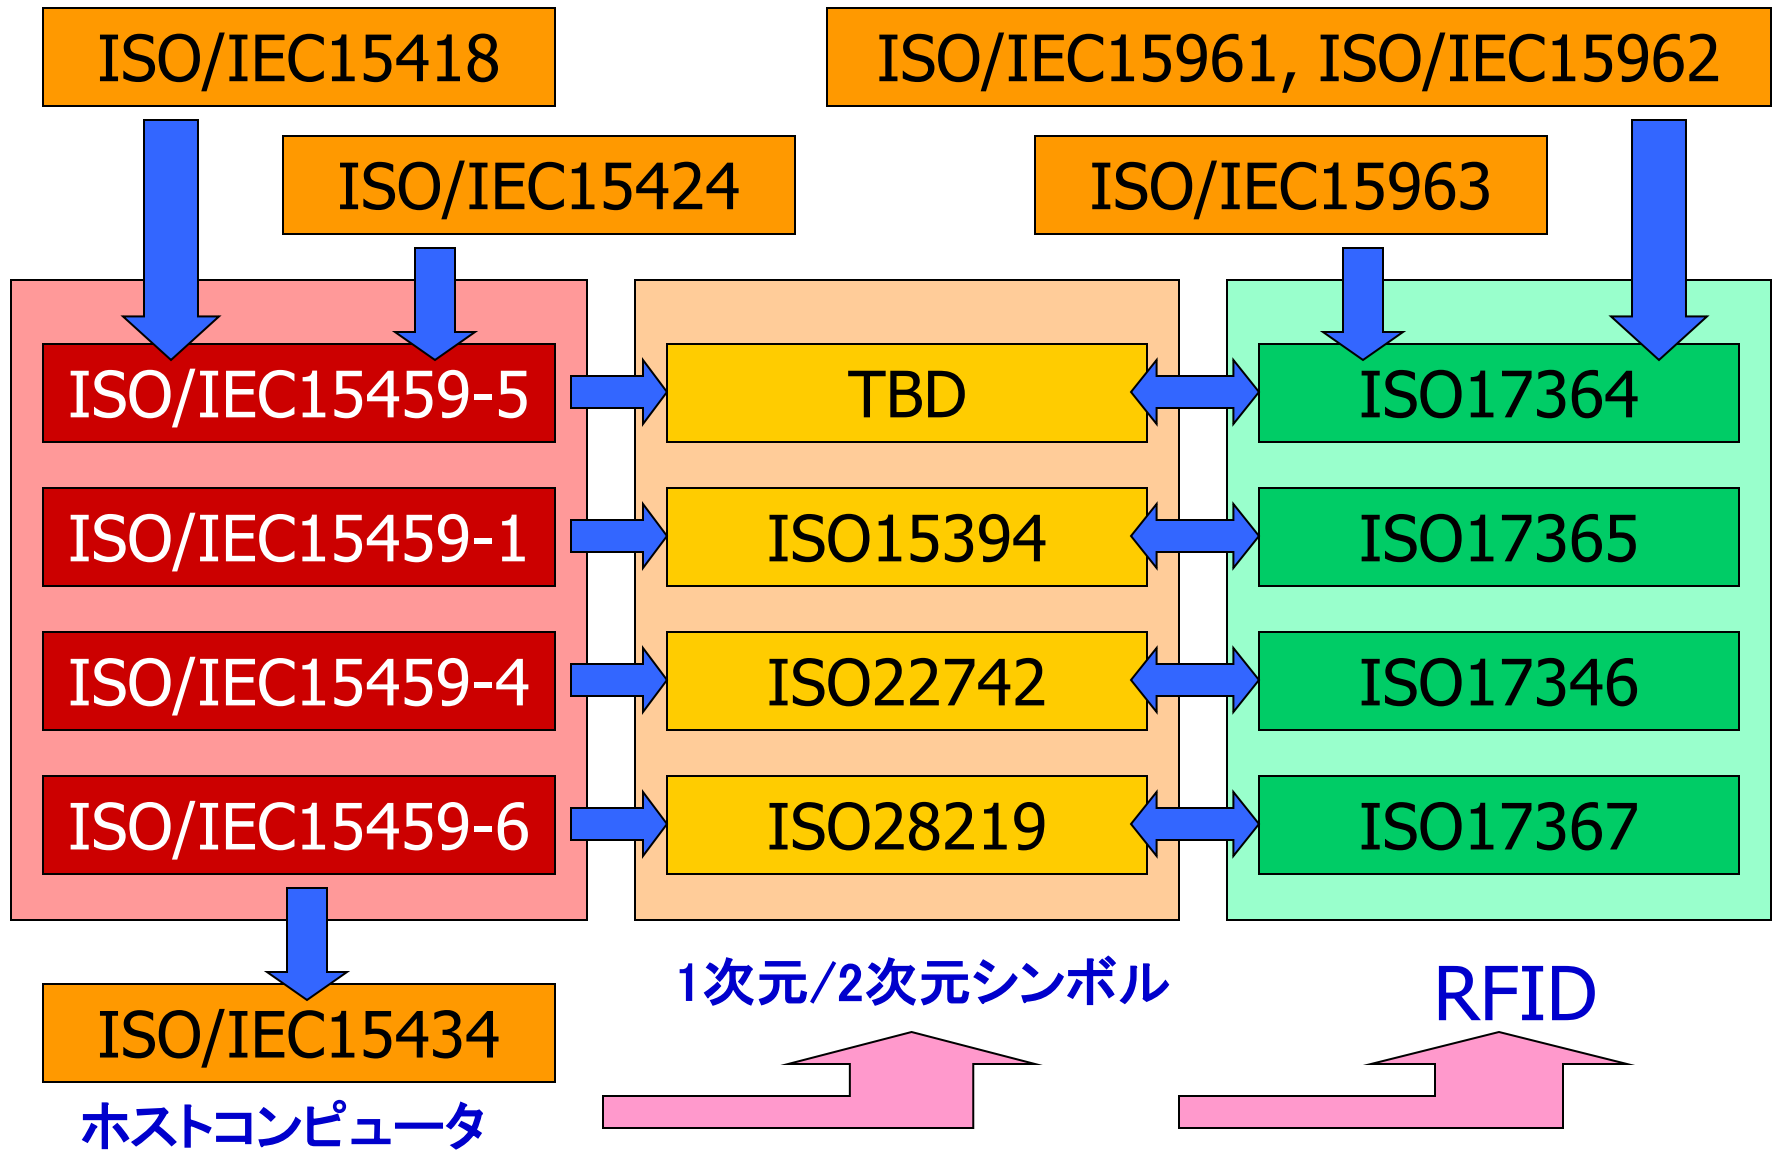 ISO/IEC15418
ISO/IEC15961, ISO/IEC15962
ISO/IEC15424
ISO/IEC15963
ISO/IEC15459-5
TBD
ISO17364
ISO/IEC15459-1
ISO15394
ISO17365
ISO/IEC15459-4
ISO22742
ISO17346
ISO/IEC15459-6
ISO28219
ISO17367
1次元/2次元シンボル
RFID
ISO/IEC15434
ホストコンピュータ